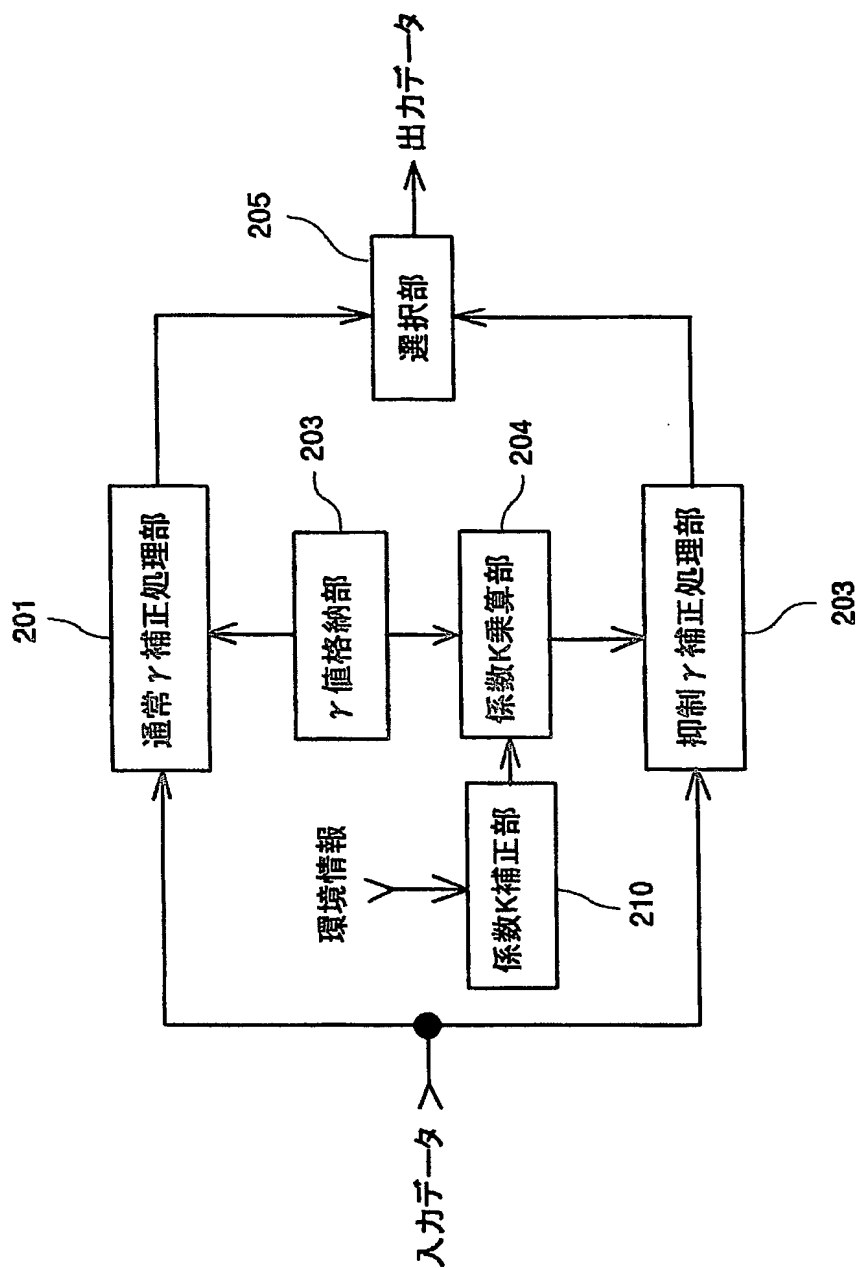 入力データ
201
通常γ補正処理部
203
γ値格納部
環境情報
係数K補正部
210
204
係数K乗算部
抑制γ補正処理部
203
205
選択部
出力データ